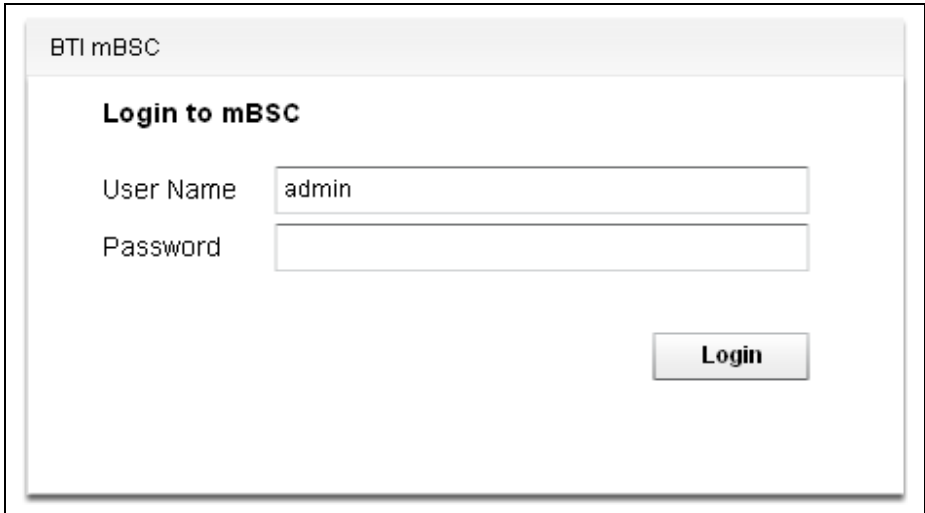 BTI mBSC
Login to mBSC
User Name admin
Password
Login